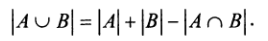 |A ∪ B| = |A| + |B| − |A ∩ B|.